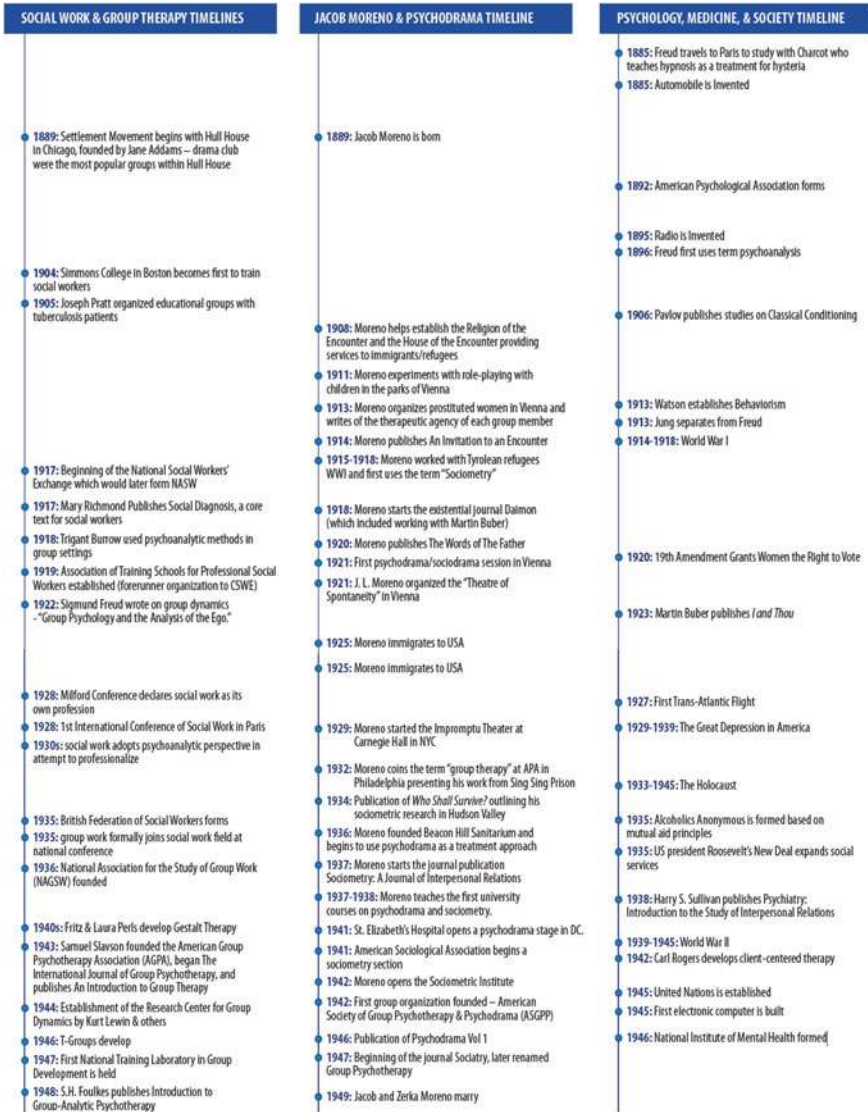 SOCIAL WORK & GROUP THERAPY TIMELINES
1889: Settlement Movement begins with Hull House
in Chicago, founded by Jane Addams – drama club
were the most popular groups within Hull House
1904: Simmons College in Boston becomes first to train
social workers
1905: Joseph Pratt organized educational groups with
tuberculosis patients
1917: Beginning of the National Social Workers'
Exchange which would later form NASW
1917: Mary Richmond Publishes Social Diagnosis, a core
text for social workers
1918: Trigant Burrow used psychoanalytic methods in
group settings
1919: Association of Training Schools for Professional Social
Workers established (forerunner organization to CSWE)
1922: Sigmund Freud wrote on group dynamics
- "Group Psychology and the Analysis of the Ego."
1928: Milford Conference declares social work as its
own profession
1928: 1st International Conference of Social Work in Paris
1930s: social work adopts psychoanalytic perspective in
attempt to professionalize
1935: British Federation of Social Workers forms
1935: group work formally joins social work field at
national conference
1936: National Association for the Study of Group Work
(NAGSW) founded
1940s: Fritz & Laura Perls develop Gestalt Therapy
1943: Samuel Slavson founded the American Group
Psychotherapy Association (AGPA), began The
International Journal of Group Psychotherapy, and
publishes An Introduction to Group Therapy
1944: Establishment of the Research Center for Group
Dynamics by Kurt Lewin & others
1946: T-Groups develop
1947: First National Training Laboratory in Group
Development is held
1948: S.H. Foulkes publishes Introduction to
Group-Analytic Psychotherapy
JACOB MORENO & PSYCHODRAMA TIMELINE
1889: Jacob Moreno is born
1908: Moreno helps establish the Religion of the
Encounter and the House of the Encounter providing
services to immigrants/refugees
1911: Moreno experiments with role-playing with
children in the parks of Vienna
1913: Moreno organizes prostituted women in Vienna and
writes of the therapeutic agency of each group member
1914: Moreno publishes An Invitation to an Encounter
1915-1918: Moreno worked with Tyrolean refugees
WWI and first uses the term "Sociometry"
1918: Moreno starts the existential journal Daimon
(which included working with Martin Buber)
1920: Moreno publishes The Words of The Father
1921: First psychodrama/sociodrama session in Vienna
1921: J. L. Moreno organized the "Theatre of
Spontaneity" in Vienna
1925: Moreno immigrates to USA
1925: Moreno immigrates to USA
1929: Moreno started the Impromptu Theater at
Carnegie Hall in NYC
1932: Moreno coins the term "group therapy" at APA in
Philadelphia presenting his work from Sing Sing Prison
1934: Publication of Who Shall Survive? outlining his
sociometric research in Hudson Valley
1936: Moreno founded Beacon Hill Sanitarium and
begins to use psychodrama as a treatment approach
1937: Moreno starts the journal publication
Sociometry: A Journal of Interpersonal Relations
1937-1938: Moreno teaches the first university
courses on psychodrama and sociometry.
1941: St. Elizabeth's Hospital opens a psychodrama stage in DC.
1941: American Sociological Association begins a
sociometry section
1942: Moreno opens the Sociometric Institute
1942: First group organization founded – American
Society of Group Psychotherapy & Psychodrama (ASGPP)
1946: Publication of Psychodrama Vol 1
1947: Beginning of the journal Sociatry, later renamed
Group Psychotherapy
1949: Jacob and Zerka Moreno marry
PSYCHOLOGY, MEDICINE, & SOCIETY TIMELINE
1885: Freud travels to Paris to study with Charcot who
teaches hypnosis as a treatment for hysteria
1885: Automobile is Invented
1892: American Psychological Association forms
1895: Radio is Invented
1896: Freud first uses term psychoanalysis
1906: Pavlov publishes studies on Classical Conditioning
1913: Watson establishes Behaviorism
1913: Jung separates from Freud
1914-1918: World War I
1920: 19th Amendment Grants Women the Right to Vote
1923: Martin Buber publishes I and Thou
1927: First Trans-Atlantic Flight
1929-1939: The Great Depression in America
1933-1945: The Holocaust
1935: Alcoholics Anonymous is formed based on
mutual aid principles
1935: US president Roosevelt's New Deal expands social
services
1938: Harry S. Sullivan publishes Psychiatry:
Introduction to the Study of Interpersonal Relations
1939-1945: World War II
1942: Carl Rogers develops client-centered therapy
1945: United Nations is established
1945: First electronic computer is built
1946: National Institute of Mental Health formed